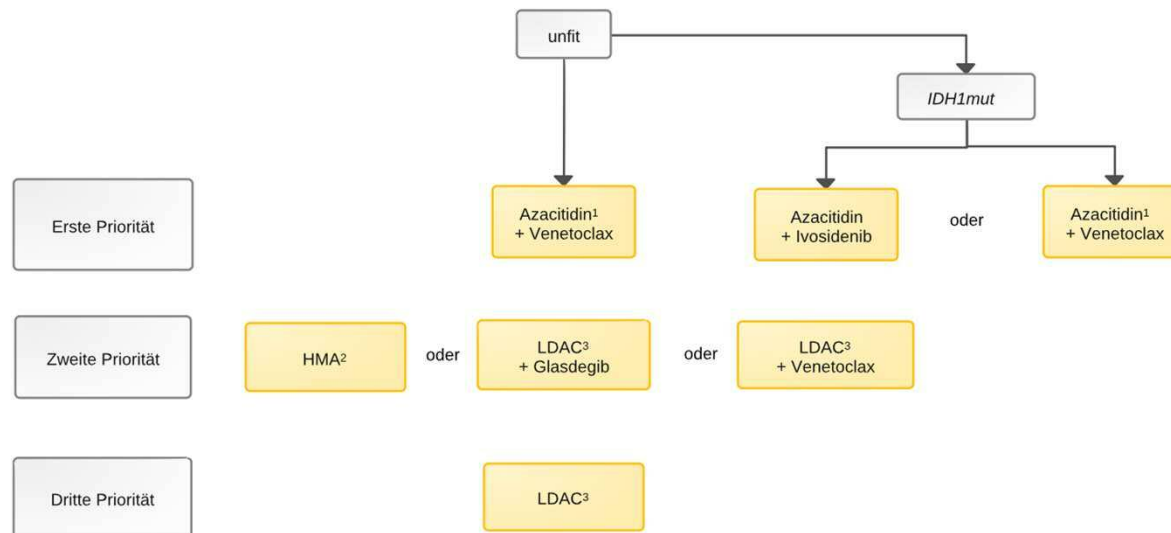 unfit
IDH1mut
Erste Priorität
Azacitidin¹
+ Venetoclax
Azacitidin
+ Ivosidenib
oder
Azacitidin¹
+ Venetoclax
Zweite Priorität
HMA²
oder
LDAC³
+ Glasdegib
oder
LDAC³
+ Venetoclax
Dritte Priorität
LDAC³